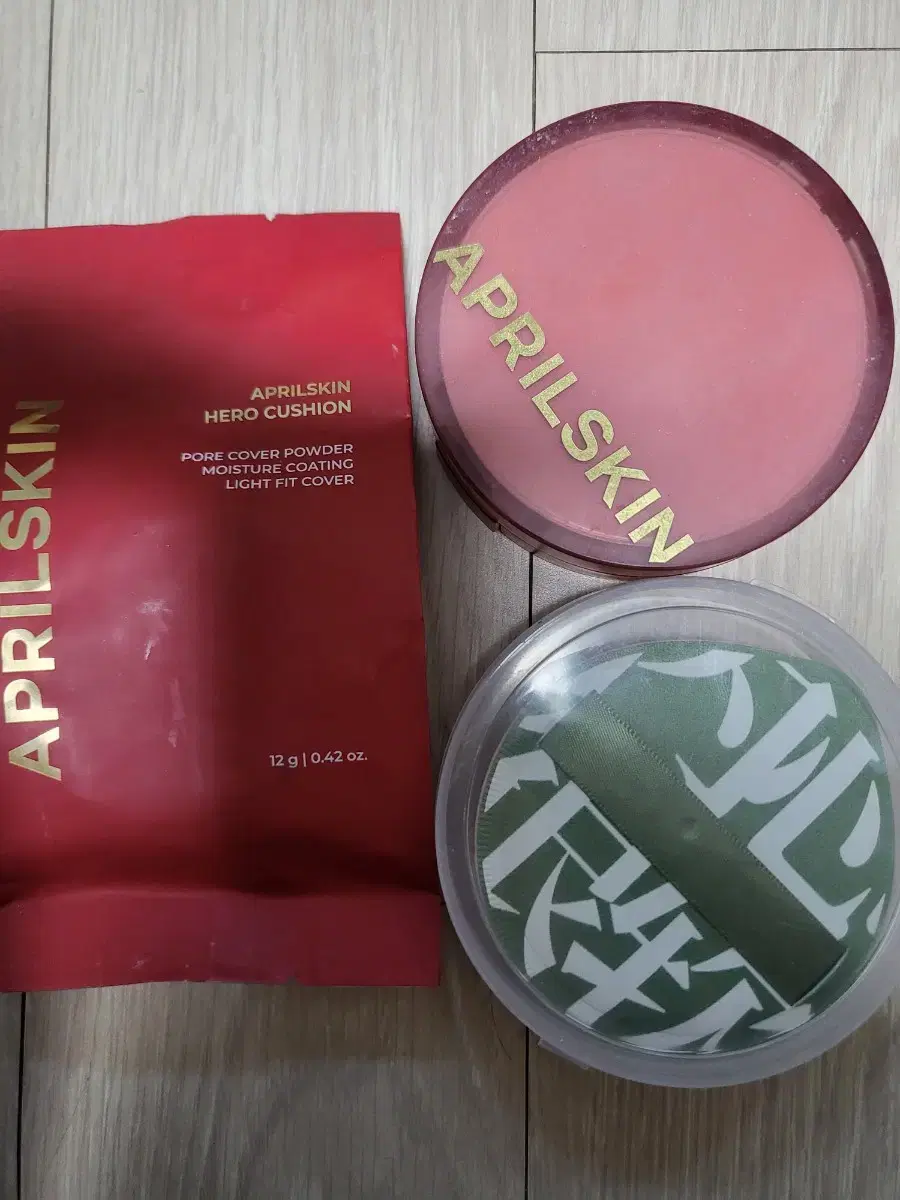 APRILSKIN
APRILSKIN
HERO CUSHION
PORE COVER POWDER
MOISTURE COATING
LIGHT FIT COVER
12 g | 0.42 oz.
APRILSKIN